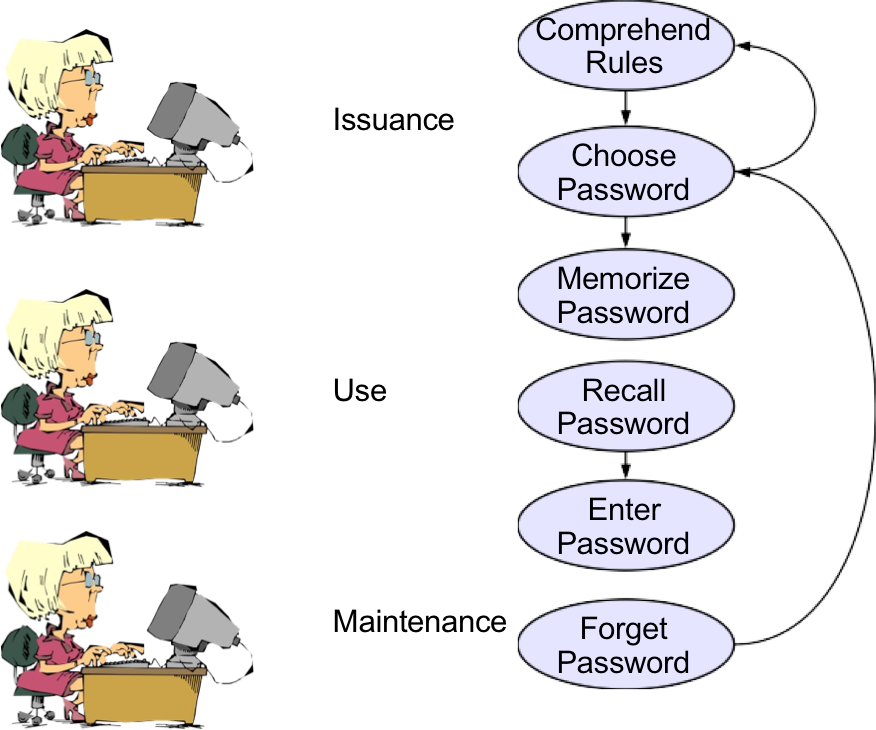 Issuance
Comprehend
Rules
Choose
Password
Memorize
Password
Use
Recall
Password
Enter
Password
Maintenance
Forget
Password